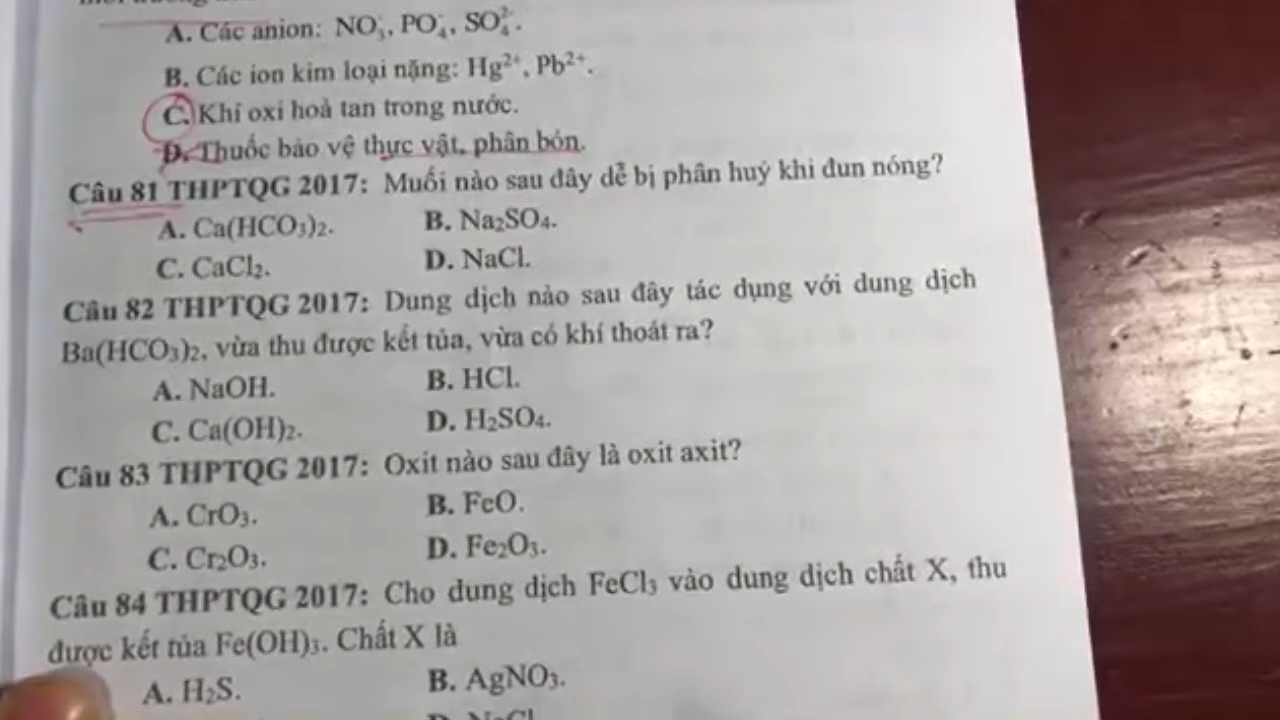 A. Các anion: NO₃⁻, PO₄⁻, SO₄²⁻.
B. Các ion kim loại nặng: Hg²⁺, Pb²⁺.
C. Khí oxi hoà tan trong nước.
D. Thuốc bảo vệ thực vật, phân bón.
Câu 81 THPTQG 2017: Muối nào sau đây dễ bị phân huỷ khi đun nóng?
A. Ca(HCO₃)₂. B. Na₂SO₄.
C. CaCl₂. D. NaCl.
Câu 82 THPTQG 2017: Dung dịch nào sau đây tác dụng với dung dịch
Ba(HCO₃)₂, vừa thu được kết tủa, vừa có khí thoát ra?
A. NaOH. B. HCl.
C. Ca(OH)₂. D. H₂SO₄.
Câu 83 THPTQG 2017: Oxit nào sau đây là oxit axit?
A. CrO₃. B. FeO.
C. Cr₂O₃. D. Fe₂O₃.
Câu 84 THPTQG 2017: Cho dung dịch FeCl₃ vào dung dịch chất X, thu
được kết tủa Fe(OH)₃. Chất X là
A. H₂S. B. AgNO₃.